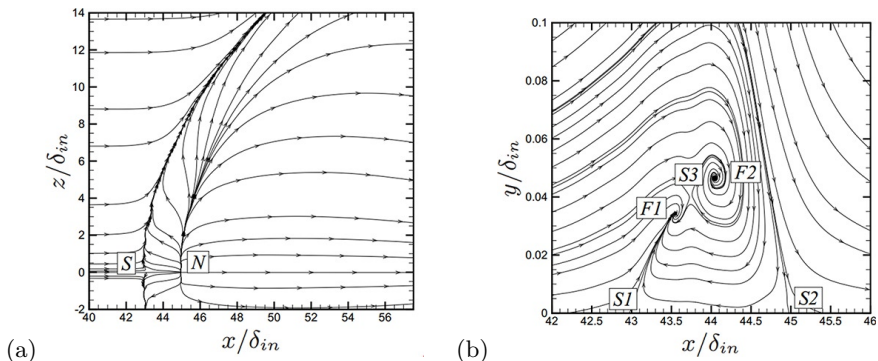 14
12
10
8
6
4
2
0
-2
z/δin
S
N
40 42 44 46 48 50 52 54 56
x/δin
(a)
0.1
0.08
0.06
0.04
0.02
0
y/δin
S3
F2
F1
S1
S2
42 42.5 43 43.5 44 44.5 45 45.5 46
x/δin
(b)